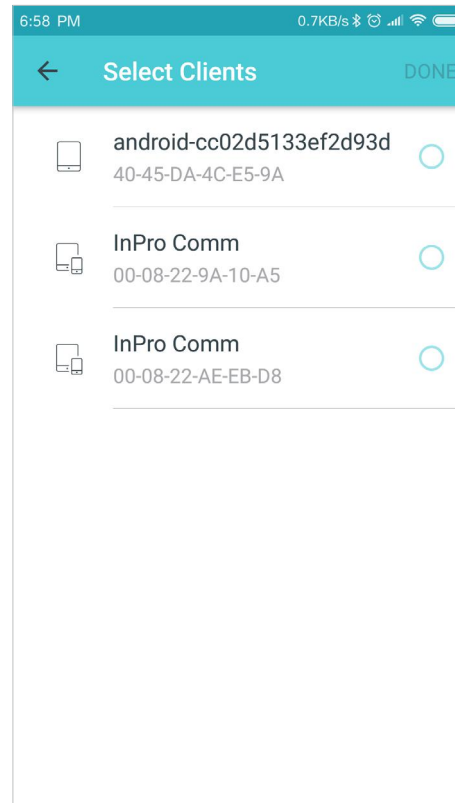 6:58 PM 0.7KB/s
Select Clients DONE
android-cc02d5133ef2d93d
40-45-DA-4C-E5-9A
InPro Comm
00-08-22-9A-10-A5
InPro Comm
00-08-22-AE-EB-D8